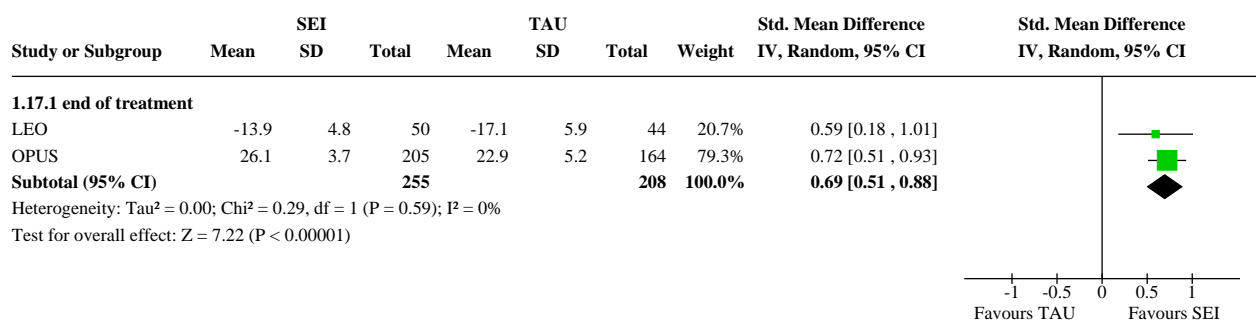 SEI TAU Std. Mean Difference Std. Mean Difference
Study or Subgroup Mean SD Total Mean SD Total Weight IV, Random, 95% CI IV, Random, 95% CI
1.17.1 end of treatment
LEO -13.9 4.8 50 -17.1 5.9 44 20.7% 0.59 [0.18 , 1.01]
OPUS 26.1 3.7 205 22.9 5.2 164 79.3% 0.72 [0.51 , 0.93]
Subtotal (95% CI) 255 208 100.0% 0.69 [0.51 , 0.88]
Heterogeneity: Tau² = 0.00; Chi² = 0.29, df = 1 (P = 0.59); I² = 0%
Test for overall effect: Z = 7.22 (P < 0.00001)
-1 -0.5 0 0.5 1
Favours TAU Favours SEI